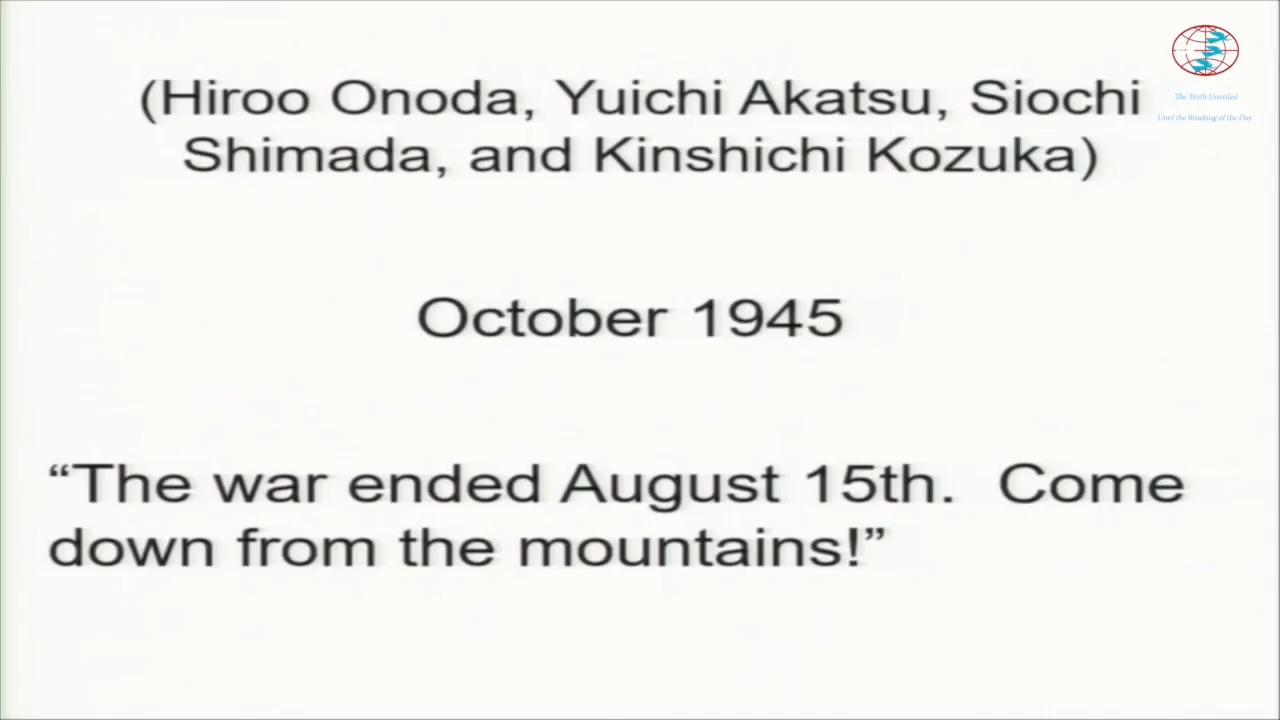 (Hiroo Onoda, Yuichi Akatsu, Siochi
Shimada, and Kinshichi Kozuka)
October 1945
“The war ended August 15th.  Come
down from the mountains!”
The Truth Unveiled
Until the Breaking of the Day